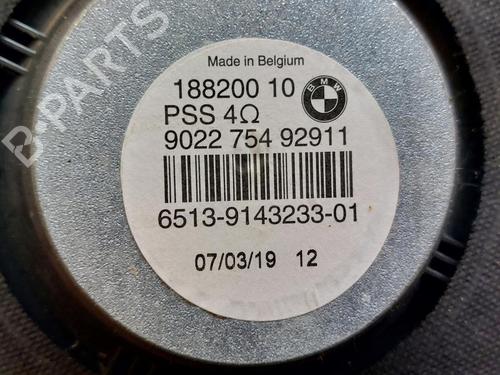 Made in Belgium
188200 10
BMW
PSS 4Ω
9022 754 92911
6513-9143233-01
07/03/19 12
B-PARTS